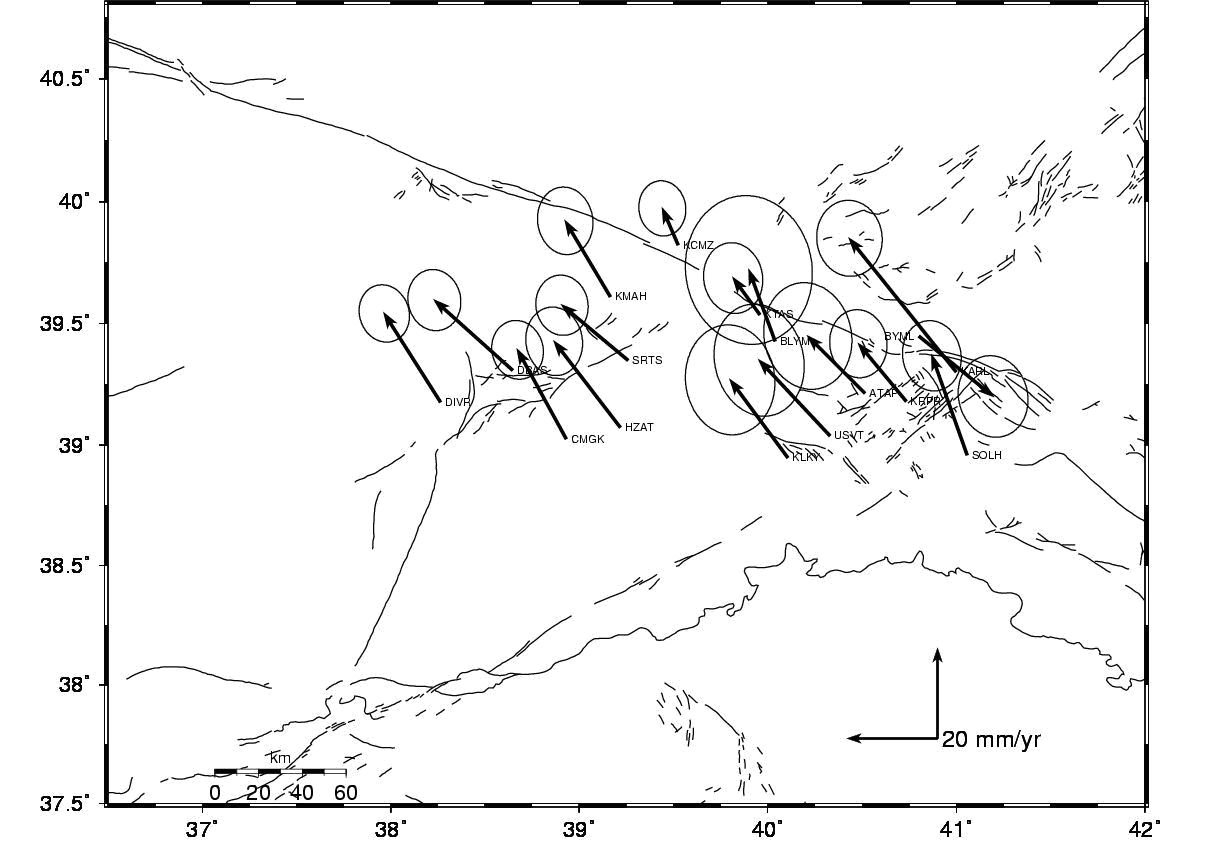 40.5°
40°
KCMZ
KMAH
39.5°
BLYM
BYML
SRTS
KARL
ATAP
DIVR
HZAT
USVT
CMGK
39°
SOLH
38.5°
38°
20 mm/yr
km
0 20 40 60
37.5°
37° 38° 39° 40° 41° 42°